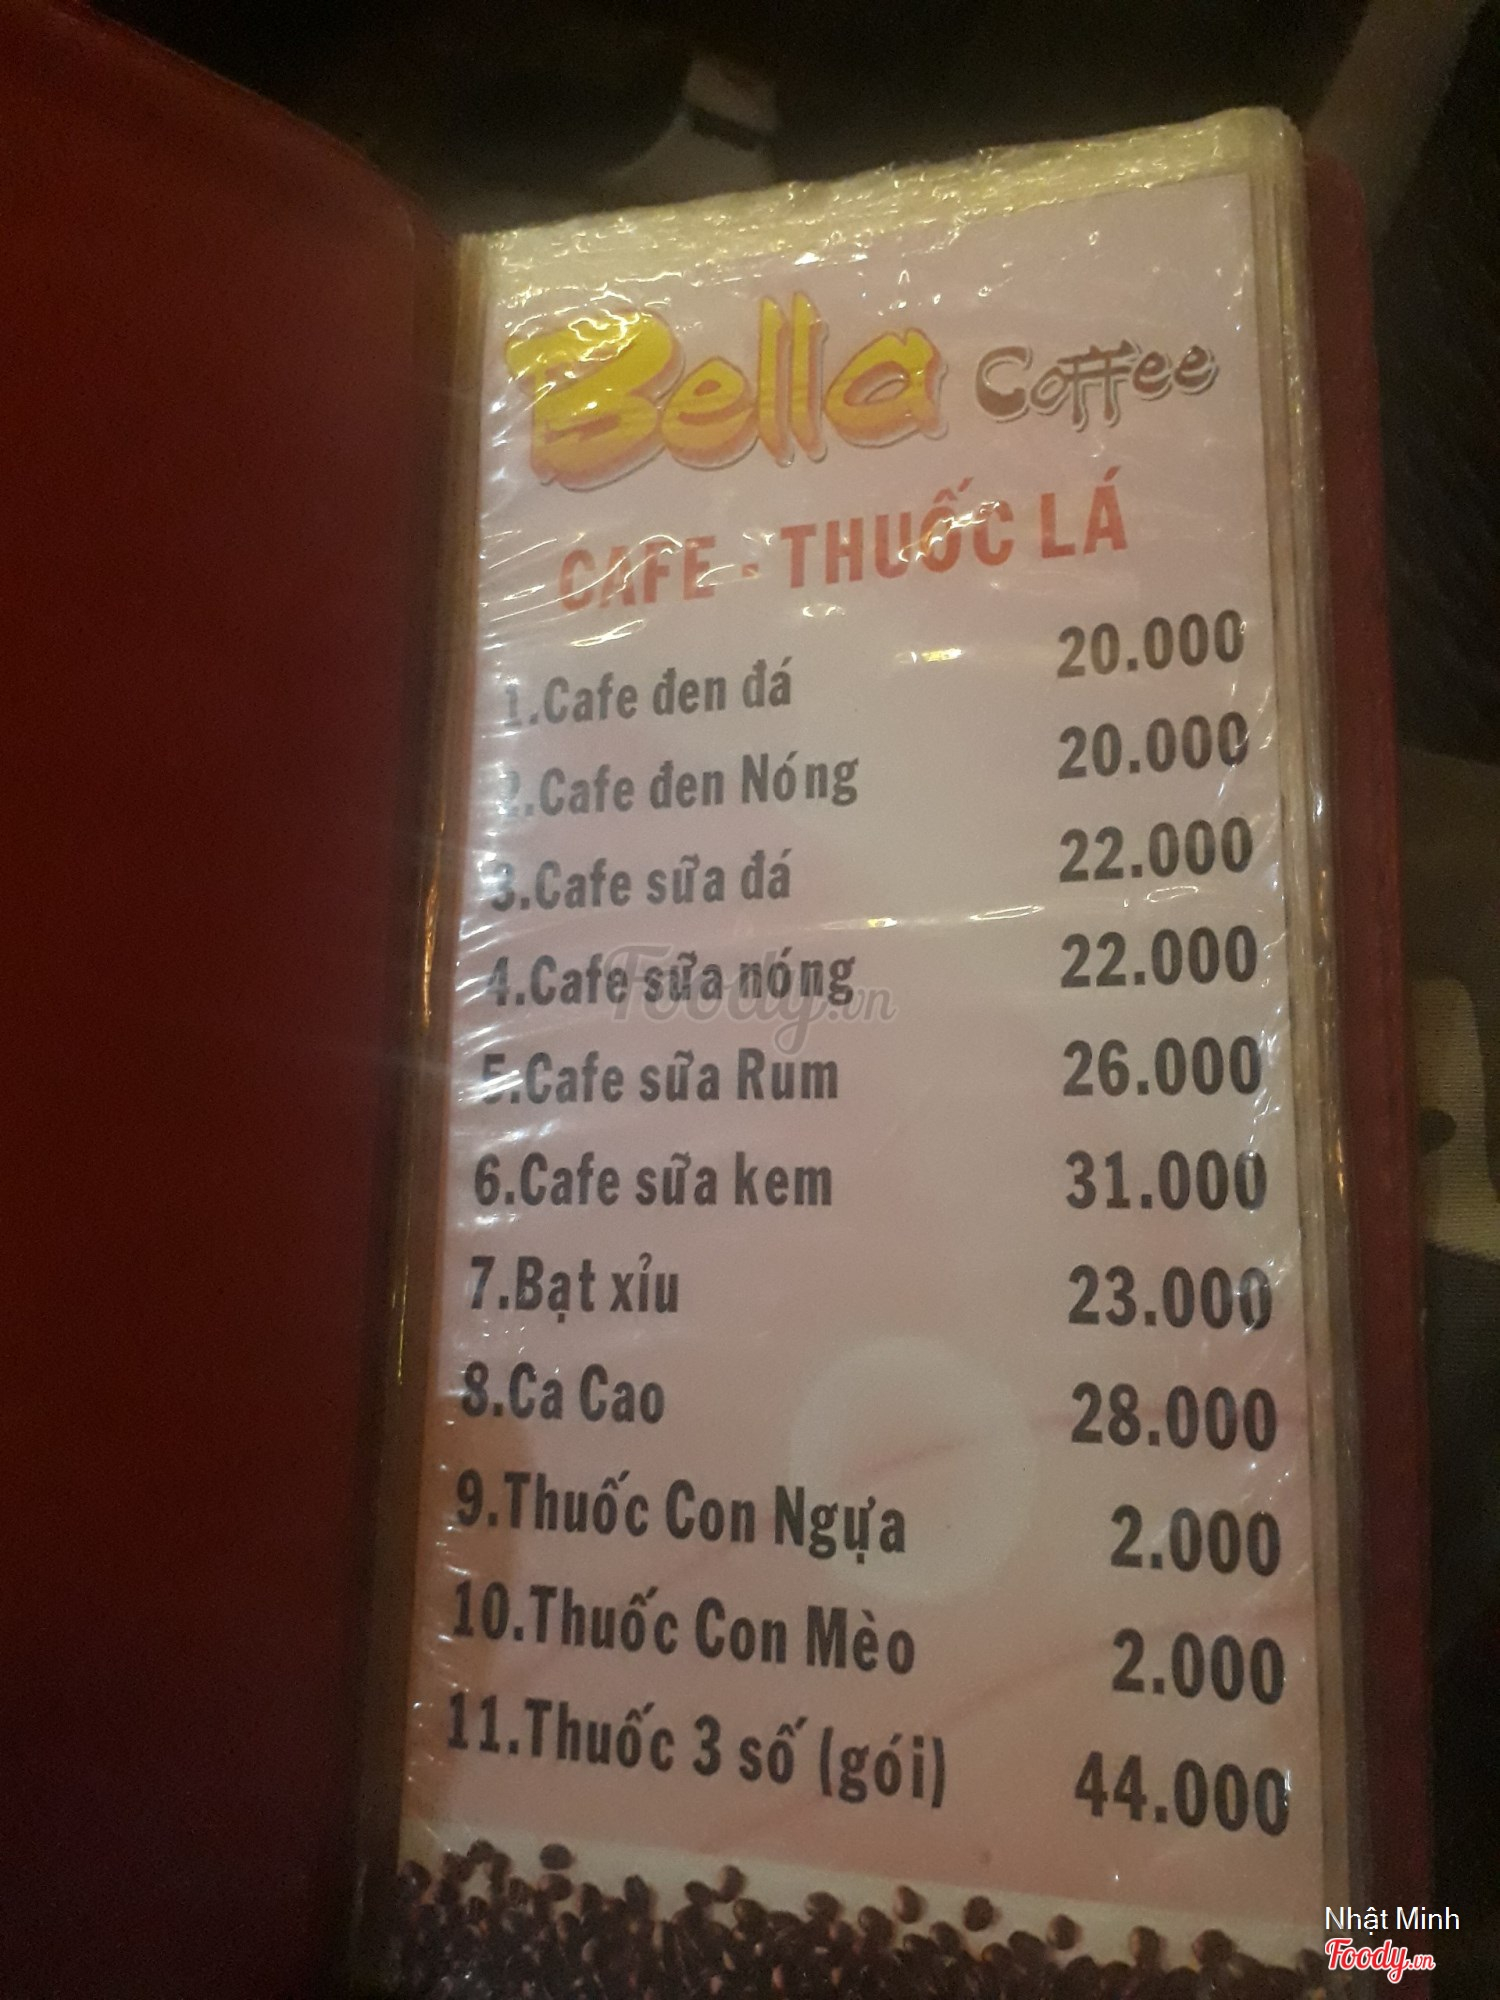 Bella Coffee
CAFE - THUỐC LÁ
1.Cafe đen đá 20.000
2.Cafe đen Nóng 20.000
3.Cafe sữa đá 22.000
4.Cafe sữa nóng 22.000
Foody.vn
5.Cafe sữa Rum 26.000
6.Cafe sữa kem 31.000
7.Bạt xỉu 23.000
8.Ca Cao 28.000
9.Thuốc Con Ngựa 2.000
10.Thuốc Con Mèo 2.000
11.Thuốc 3 số (gói) 44.000
Nhật Minh
Foody.vn